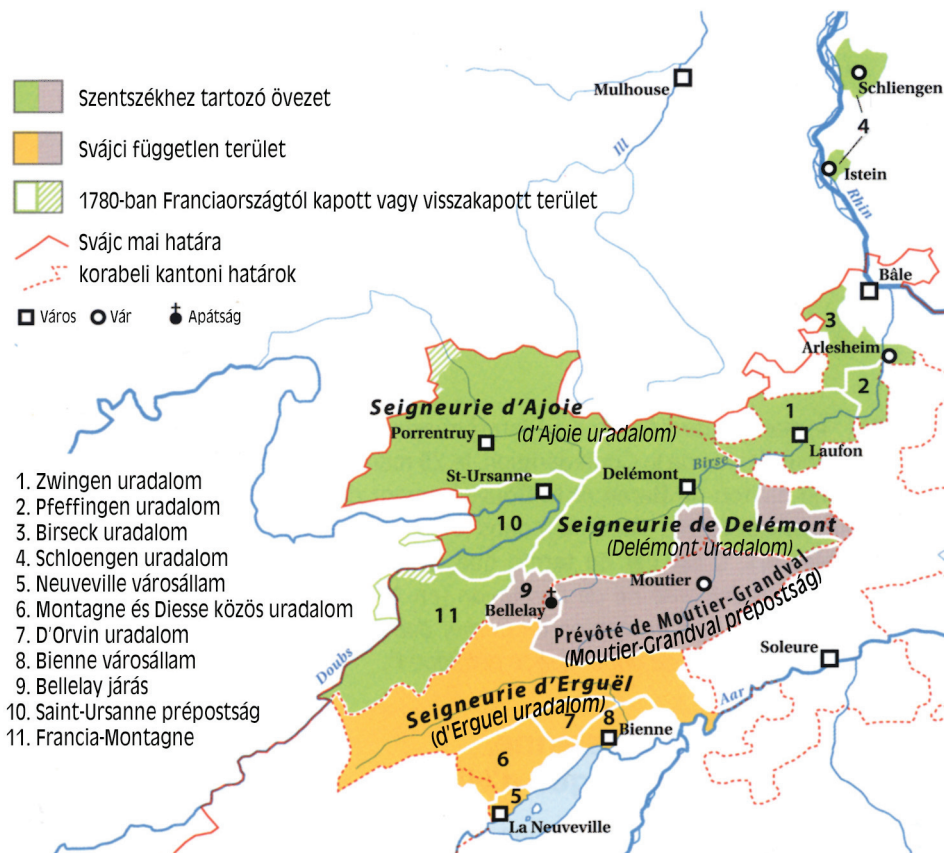 Szentszékhez tartozó övezet
Svájci független terület
1780-ban Franciaországtól kapott vagy visszakapott terület
Svájc mai határa
korabeli kantoni határok
Város
Vár
Apátság
Mulhouse
Ill
Schliengen
4
Istein
Rhin
Bâle
3
Arlesheim
2
1
Laufon
Birse
Seigneurie d'Ajoie
(d'Ajoie uradalom)
Porrentruy
St-Ursanne
10
Delémont
Seigneurie de Delémont
(Delémont uradalom)
9
Bellelay
Moutier
Prévôté de Moutier-Grandval
(Moutier-Grandval prépostság)
11
Doubs
Soleure
Aar
Seigneurie d'Erguël
(d'Erguel uradalom)
7
8
Bienne
6
5
La Neuveville
1. Zwingen uradalom
2. Pfeffingen uradalom
3. Birseck uradalom
4. Schloengen uradalom
5. Neuveville városállam
6. Montagne és Diesse közös uradalom
7. D'Orvin uradalom
8. Bienne városállam
9. Bellelay járás
10. Saint-Ursanne prépostság
11. Francia-Montagne